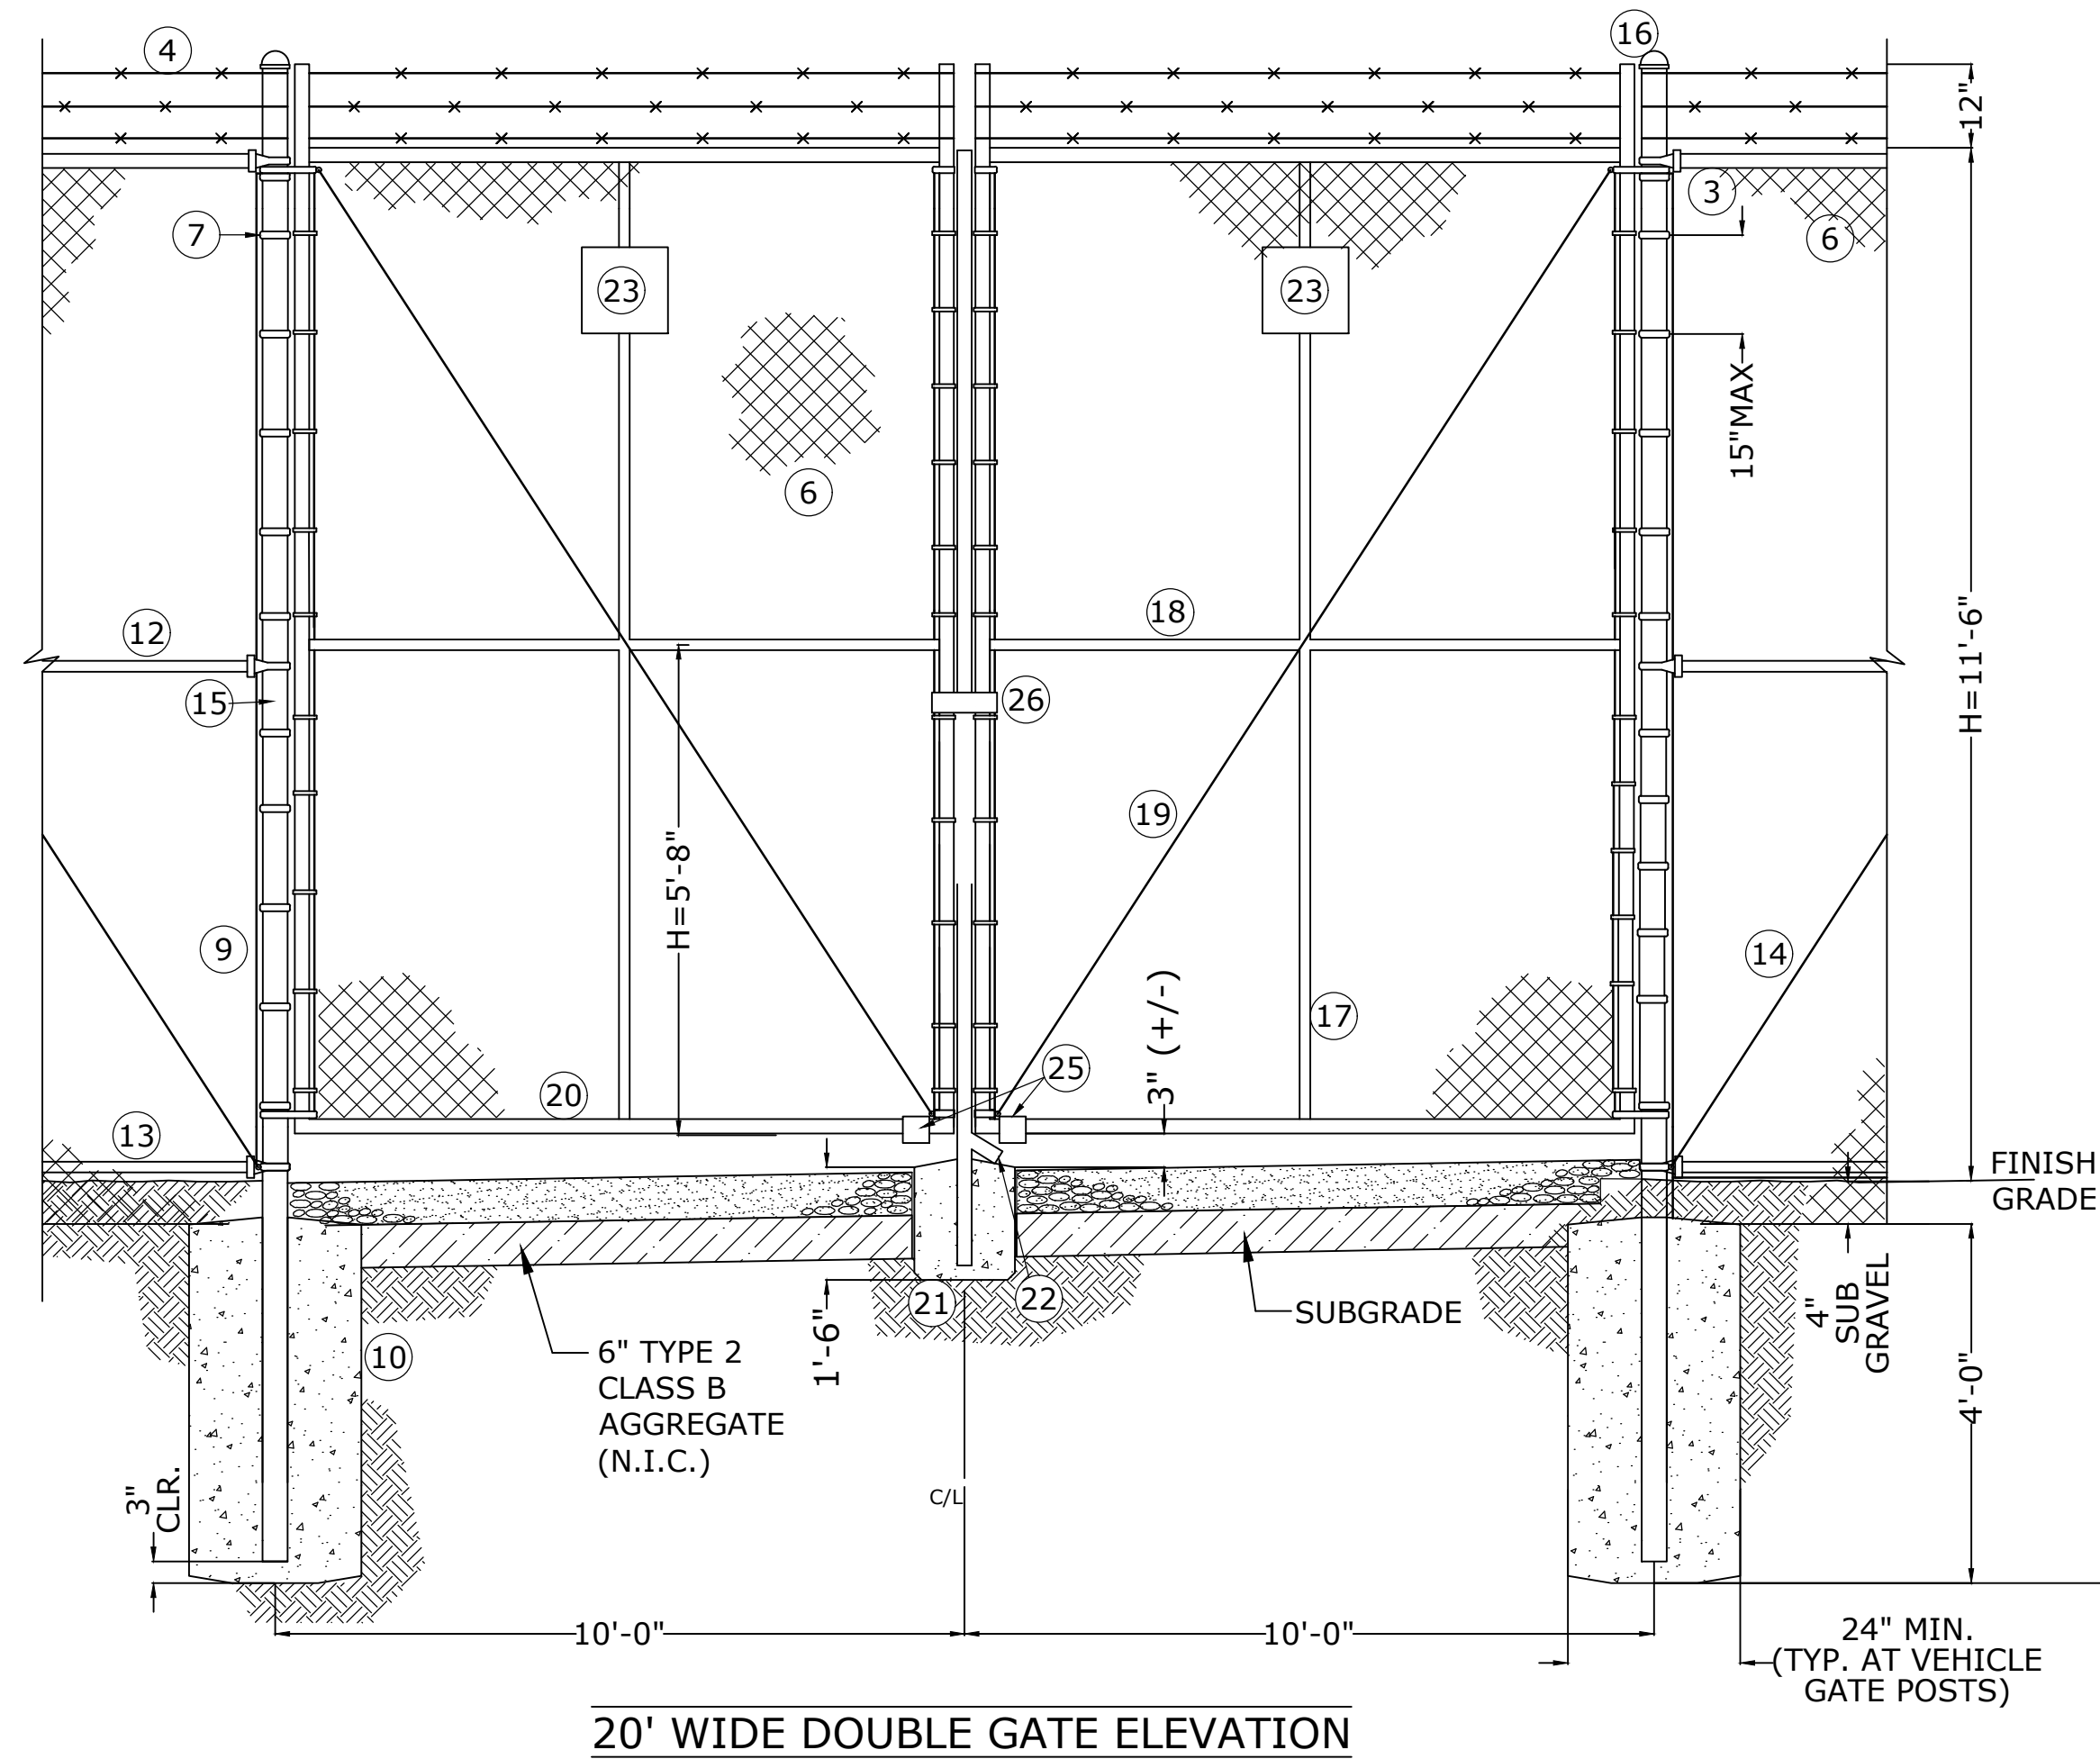 16
4
12"
3
7
6
23
23
15"MAX
6
12
18
H=11'-6"
15
26
19
H=5'-8"
9
14
3" (+/-)
17
25
20
13
FINISH
GRADE
21
22
4"
SUB
GRAVEL
SUBGRADE
1'-6"
10
6" TYPE 2
CLASS B
AGGREGATE
(N.I.C.)
4'-0"
3"
CLR.
C/L
10'-0"
10'-0"
24" MIN.
(TYP. AT VEHICLE
GATE POSTS)
20' WIDE DOUBLE GATE ELEVATION